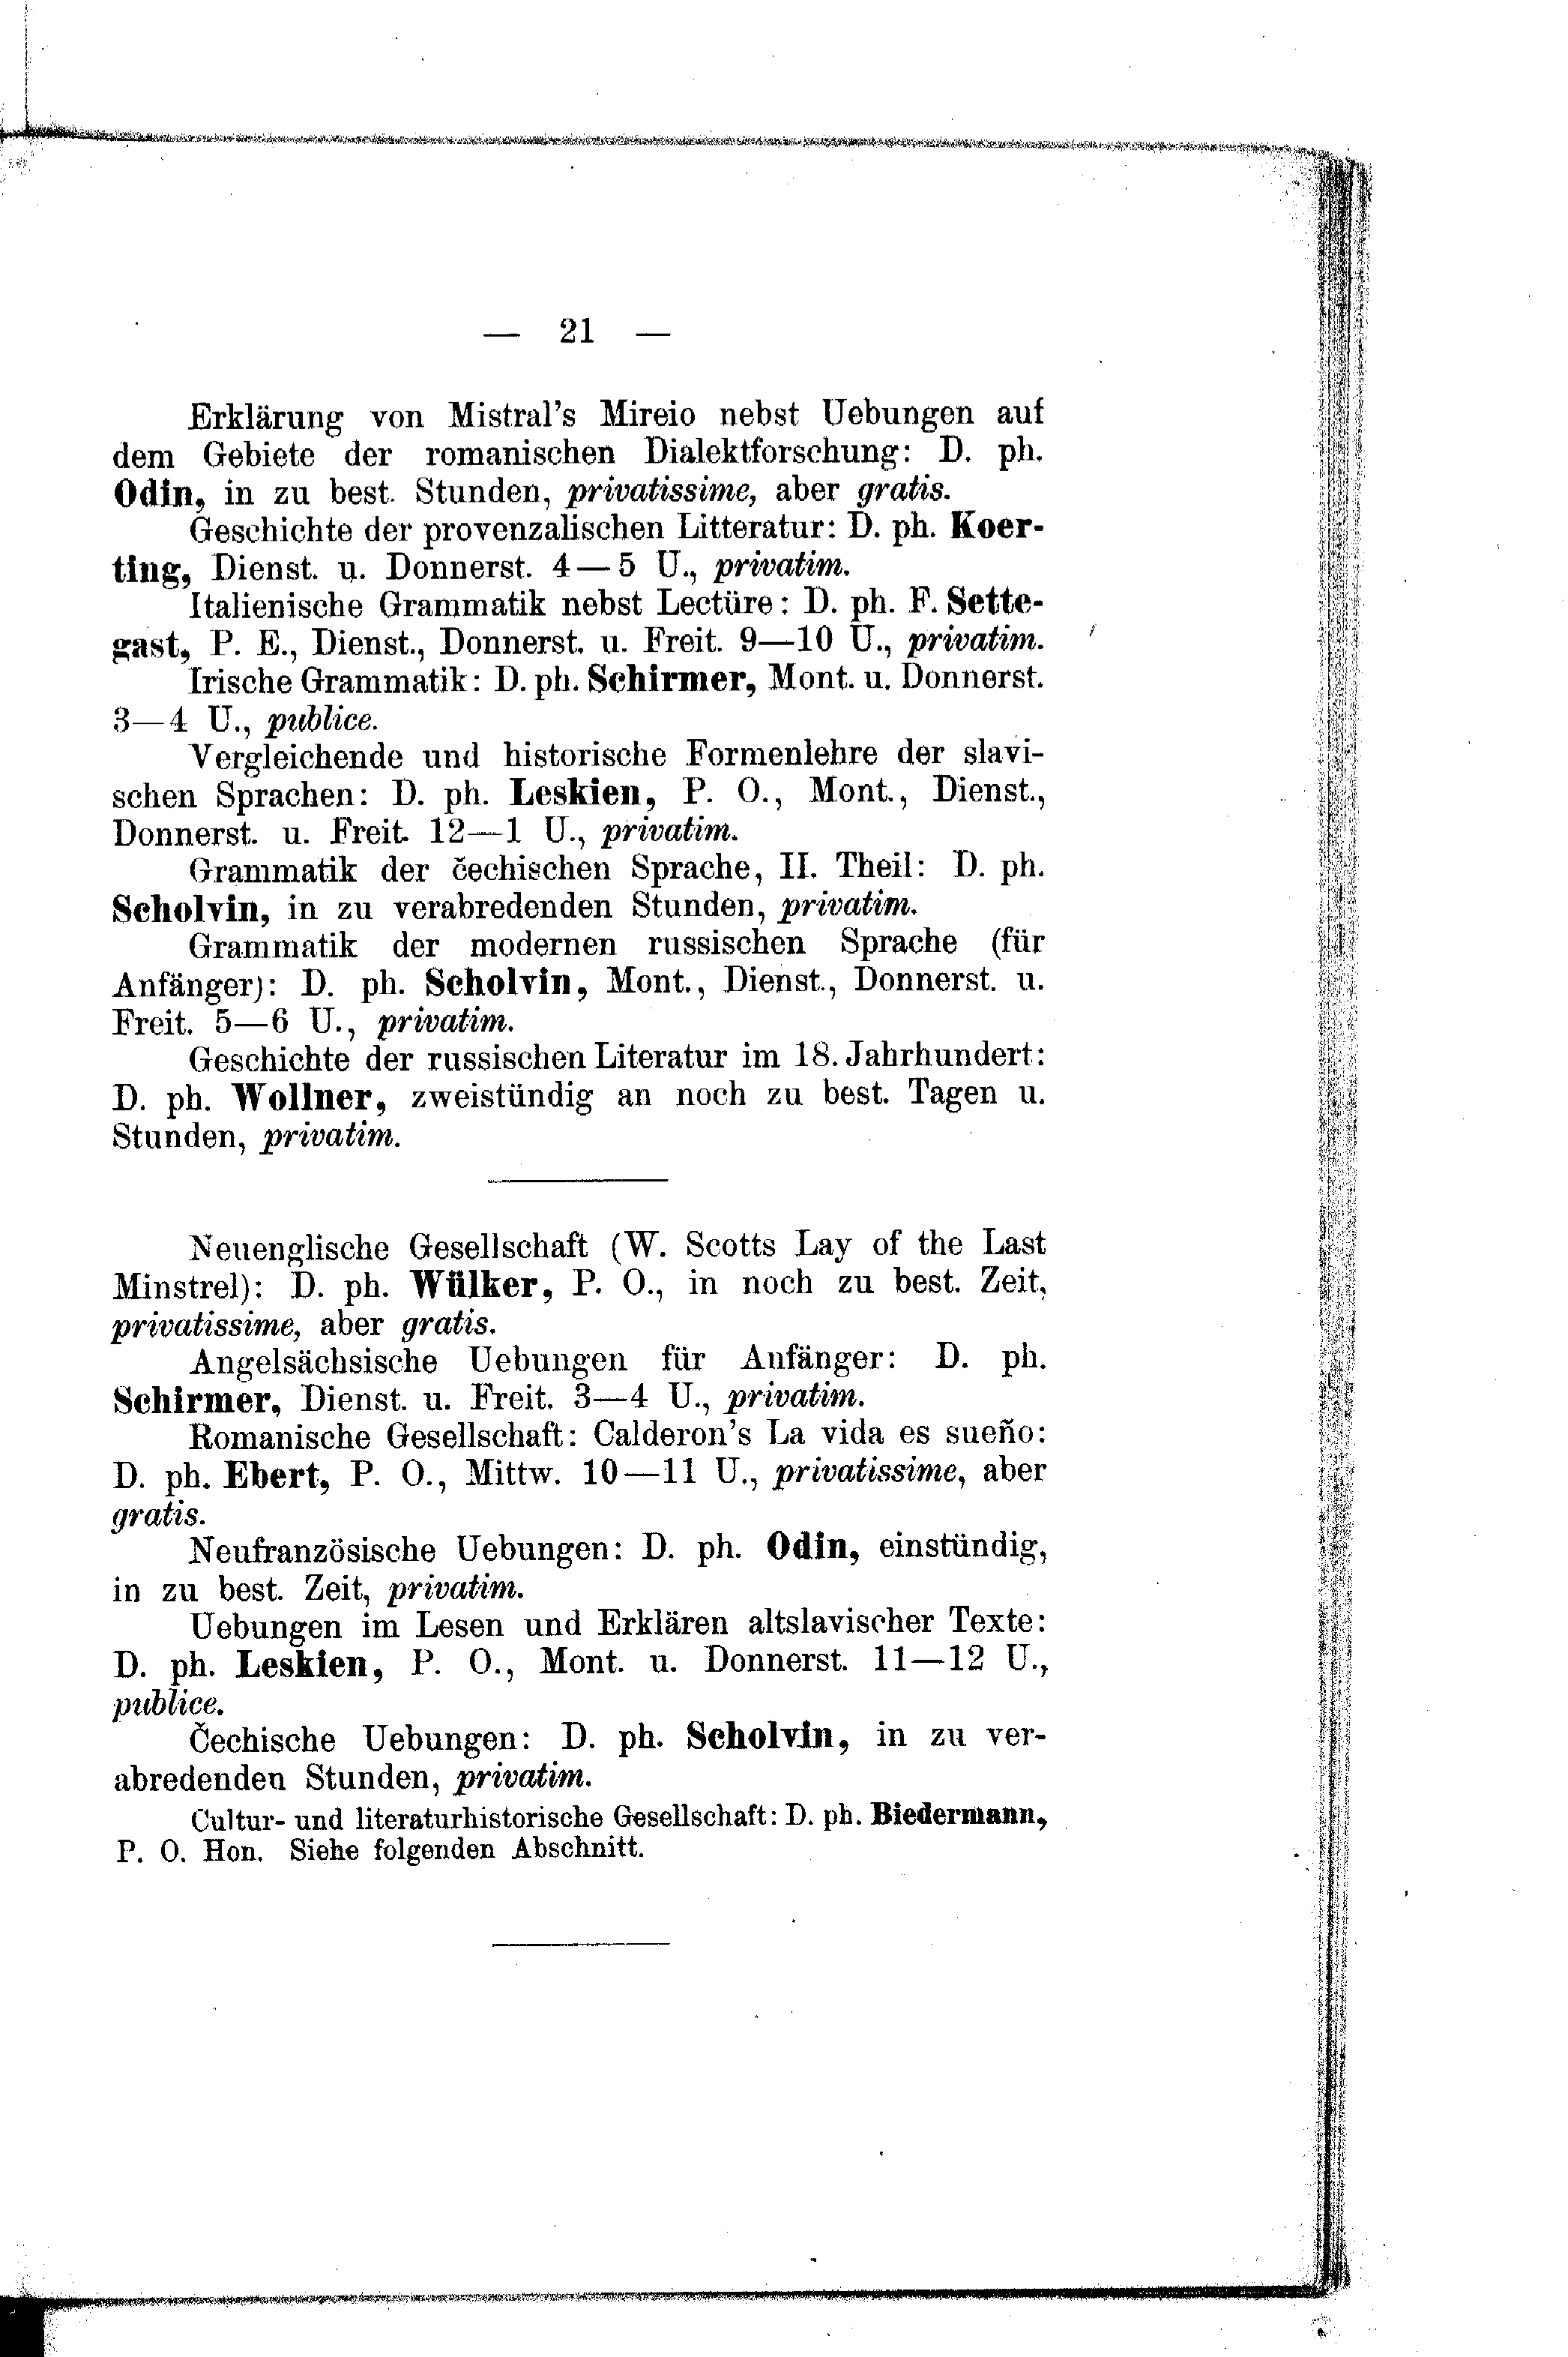 — 21 —
Erklärung von Mistral's Mireio nebst Uebungen auf
dem Gebiete der romanischen Dialektforschung: D. ph.
Odin, in zu best. Stunden, privatissime, aber gratis.
Geschichte der provenzalischen Litteratur: D. ph. Koer-
ting, Dienst. u. Donnerst. 4—5 U., privatim.
Italienische Grammatik nebst Lectüre: D. ph. F. Sette-
gast, P. E., Dienst., Donnerst. u. Freit. 9—10 U., privatim.
Irische Grammatik: D. ph. Schirmer, Mont. u. Donnerst.
3—4 U., publice.
Vergleichende und historische Formenlehre der slavi-
schen Sprachen: D. ph. Leskien, P. O., Mont., Dienst.,
Donnerst. u. Freit. 12—1 U., privatim.
Grammatik der čechischen Sprache, II. Theil: D. ph.
Scholvin, in zu verabredenden Stunden, privatim.
Grammatik der modernen russischen Sprache (für
Anfänger): D. ph. Scholvin, Mont., Dienst., Donnerst. u.
Freit. 5—6 U., privatim.
Geschichte der russischen Literatur im 18. Jahrhundert:
D. ph. Wollner, zweistündig an noch zu best. Tagen u.
Stunden, privatim.
Neuenglische Gesellschaft (W. Scotts Lay of the Last
Minstrel): D. ph. Wülker, P. O., in noch zu best. Zeit,
privatissime, aber gratis.
Angelsächsische Uebungen für Anfänger: D. ph.
Schirmer, Dienst. u. Freit. 3—4 U., privatim.
Romanische Gesellschaft: Calderon's La vida es sueño:
D. ph. Ebert, P. O., Mittw. 10—11 U., privatissime, aber
gratis.
Neufranzösische Uebungen: D. ph. Odin, einstündig,
in zu best. Zeit, privatim.
Uebungen im Lesen und Erklären altslavischer Texte:
D. ph. Leskien, P. O., Mont. u. Donnerst. 11—12 U.,
publice.
Čechische Uebungen: D. ph. Scholvin, in zu ver-
abredenden Stunden, privatim.
Cultur- und literaturhistorische Gesellschaft: D. ph. Biedermann,
P. O. Hon. Siehe folgenden Abschnitt.